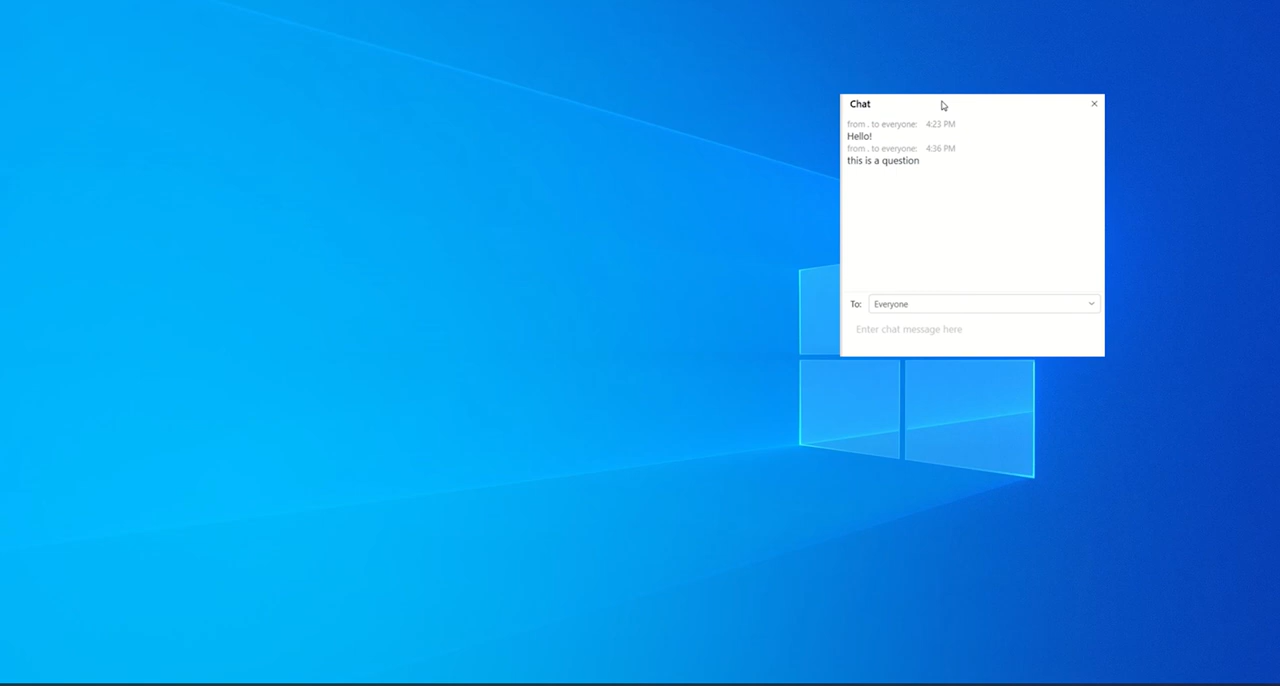 Chat
from . to everyone: 4:23 PM
Hello!
from . to everyone: 4:36 PM
this is a question
To: Everyone
Enter chat message here